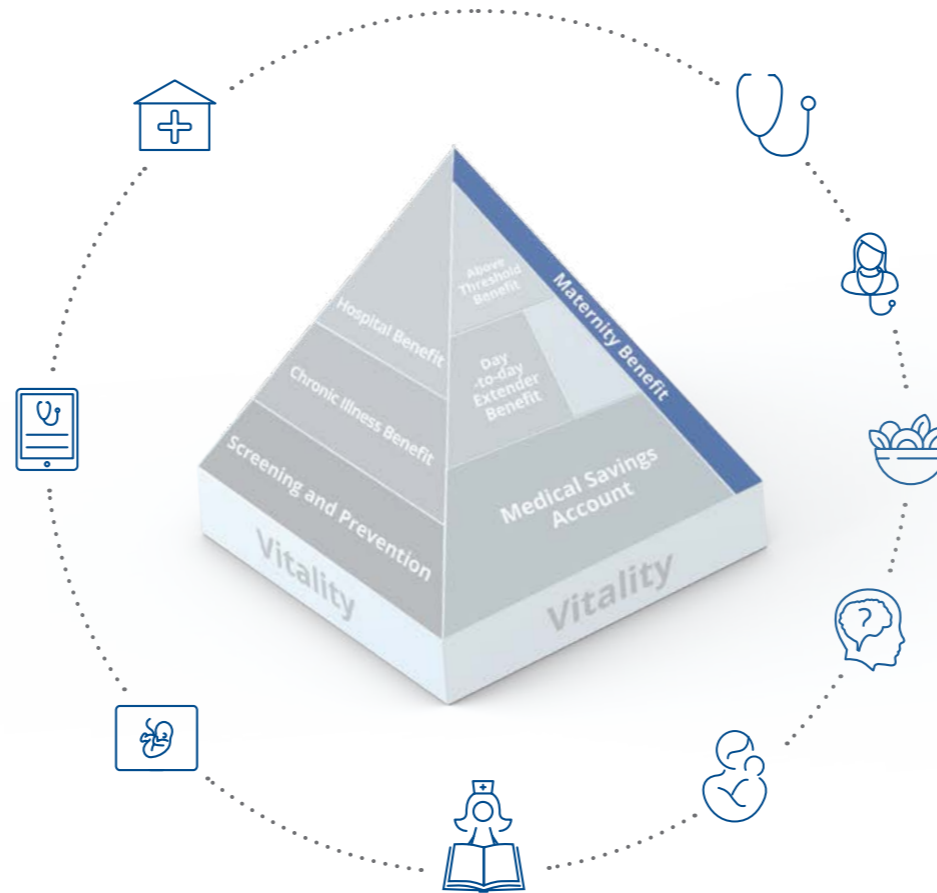 Hospital Benefit
Chronic Illness Benefit
Screening and Prevention
Vitality
Above
Threshold
Benefit
Day
-to-day
Extender
Benefit
Medical Savings
Account
Maternity Benefit
Vitality
?